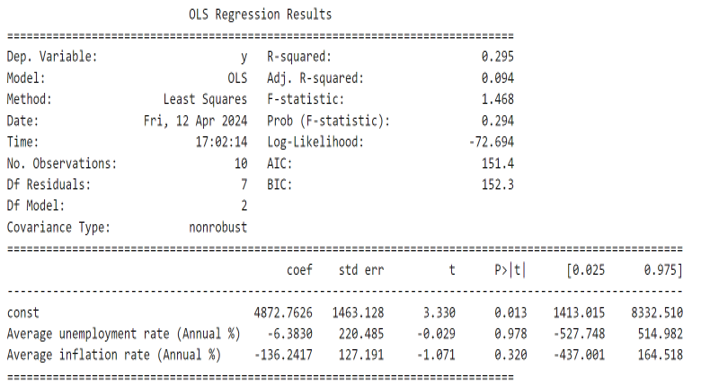 OLS Regression Results
==============================================================================
Dep. Variable: y R-squared: 0.295
Model: OLS Adj. R-squared: 0.094
Method: Least Squares F-statistic: 1.468
Date: Fri, 12 Apr 2024 Prob (F-statistic): 0.294
Time: 17:02:14 Log-Likelihood: -72.694
No. Observations: 10 AIC: 151.4
Df Residuals: 7 BIC: 152.3
Df Model: 2
Covariance Type: nonrobust
==============================================================================
coef std err t P>|t| [0.025 0.975]
------------------------------------------------------------------------------
const 4872.7626 1463.128 3.330 0.013 1413.015 8332.510
Average unemployment rate (Annual %) -6.3830 220.485 -0.029 0.978 -527.748 514.982
Average inflation rate (Annual %) -136.2417 127.191 -1.071 0.320 -437.001 164.518
==============================================================================